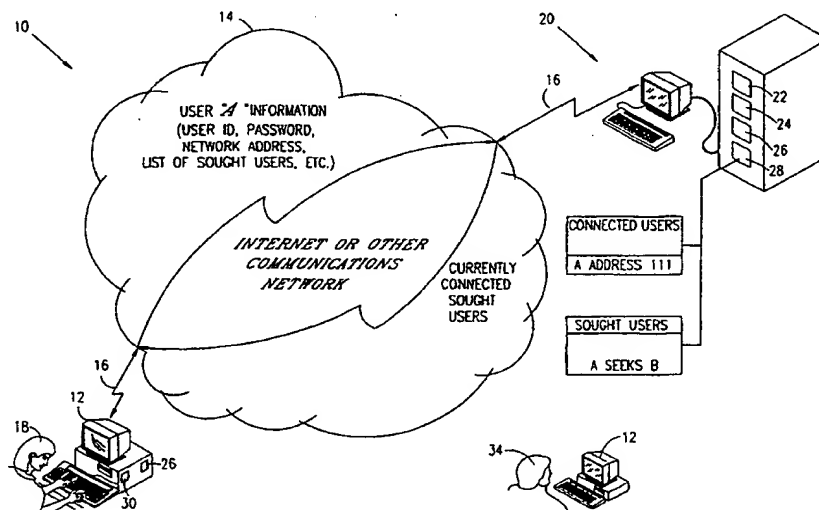 10
14
20
USER "A" INFORMATION
(USER ID, PASSWORD,
NETWORK ADDRESS,
LIST OF SOUGHT USERS, ETC.)
16
22
24
26
28
INTERNET OR OTHER
COMMUNICATIONS
NETWORK
CURRENTLY
CONNECTED
SOUGHT
USERS
CONNECTED USERS
A ADDRESS 111
SOUGHT USERS
A SEEKS B
16
12
18
26
30
34
12